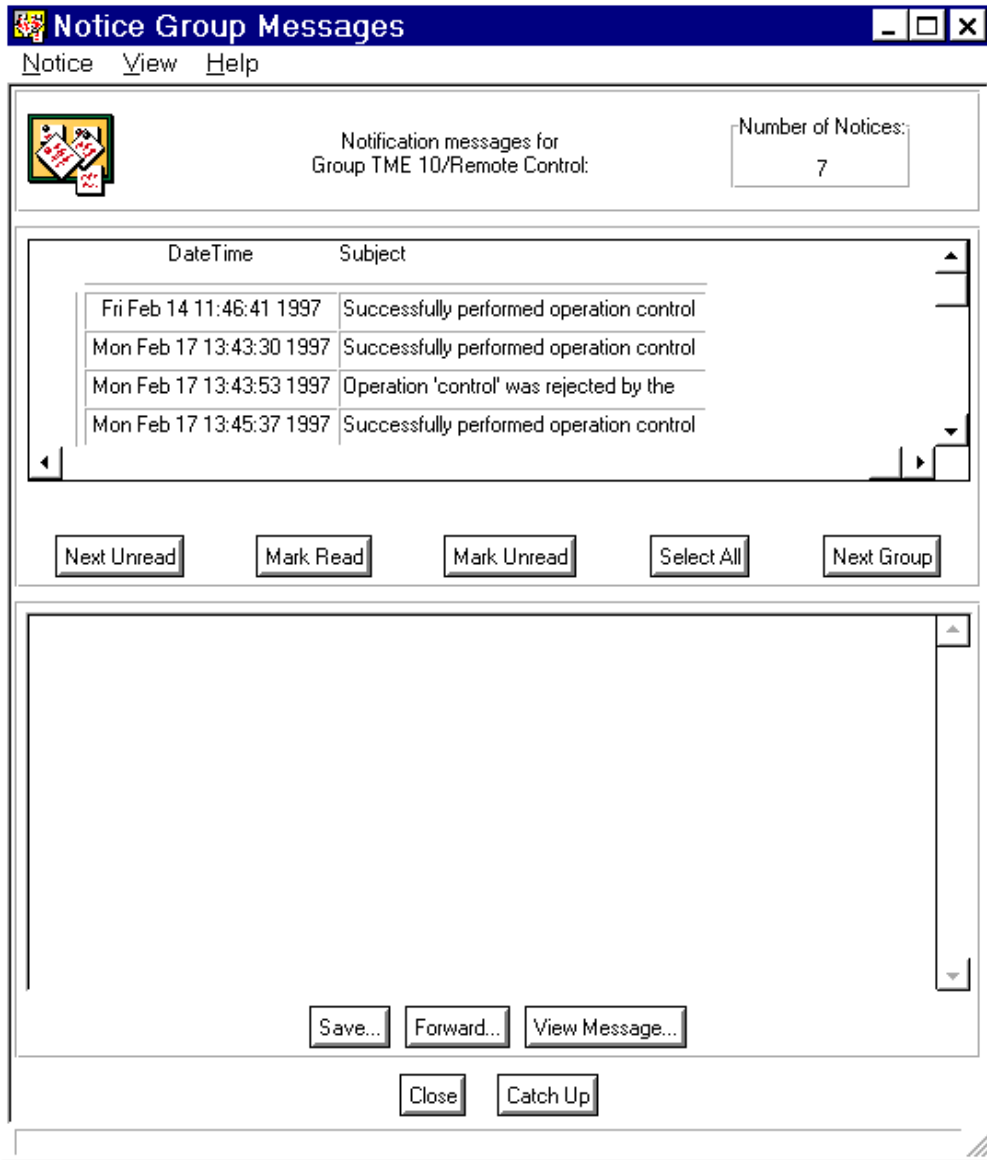 Notice Group Messages
Notice View Help
Notification messages for
Group TME 10/Remote Control:
Number of Notices:
7
DateTime Subject
Fri Feb 14 11:46:41 1997 Successfully performed operation control
Mon Feb 17 13:43:30 1997 Successfully performed operation control
Mon Feb 17 13:43:53 1997 Operation 'control' was rejected by the
Mon Feb 17 13:45:37 1997 Successfully performed operation control
Next Unread Mark Read Mark Unread Select All Next Group
Save... Forward... View Message...
Close Catch Up